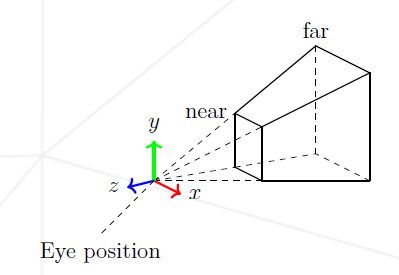 far
near
y
z
x
Eye position